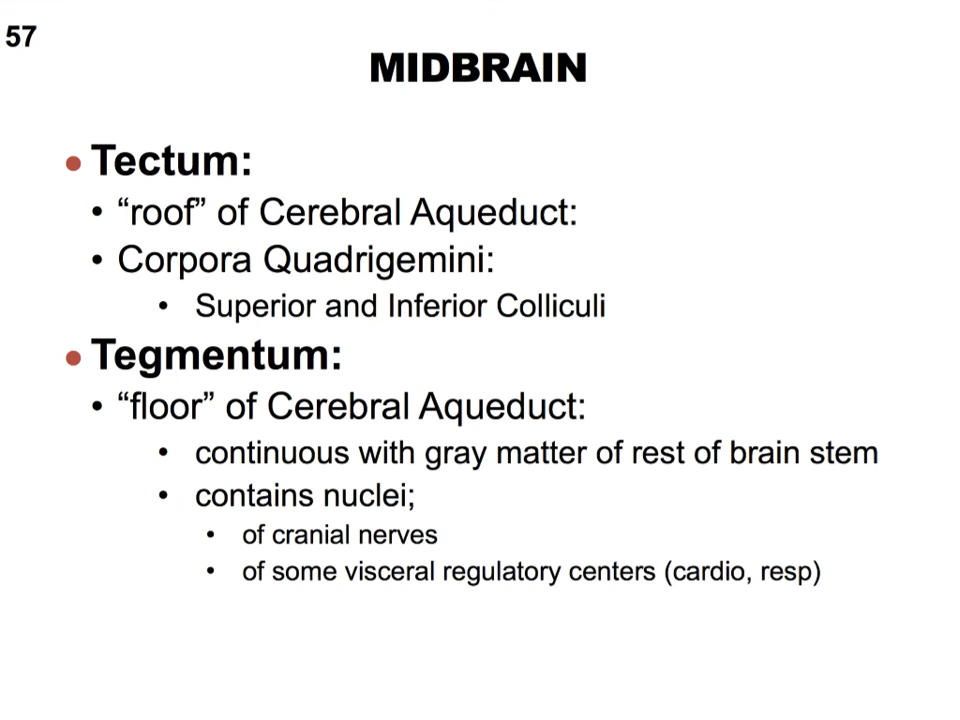 57
MIDBRAIN
• Tectum:
• “roof” of Cerebral Aqueduct:
• Corpora Quadrigemini:
• Superior and Inferior Colliculi
• Tegmentum:
• “floor” of Cerebral Aqueduct:
• continuous with gray matter of rest of brain stem
• contains nuclei;
• of cranial nerves
• of some visceral regulatory centers (cardio, resp)